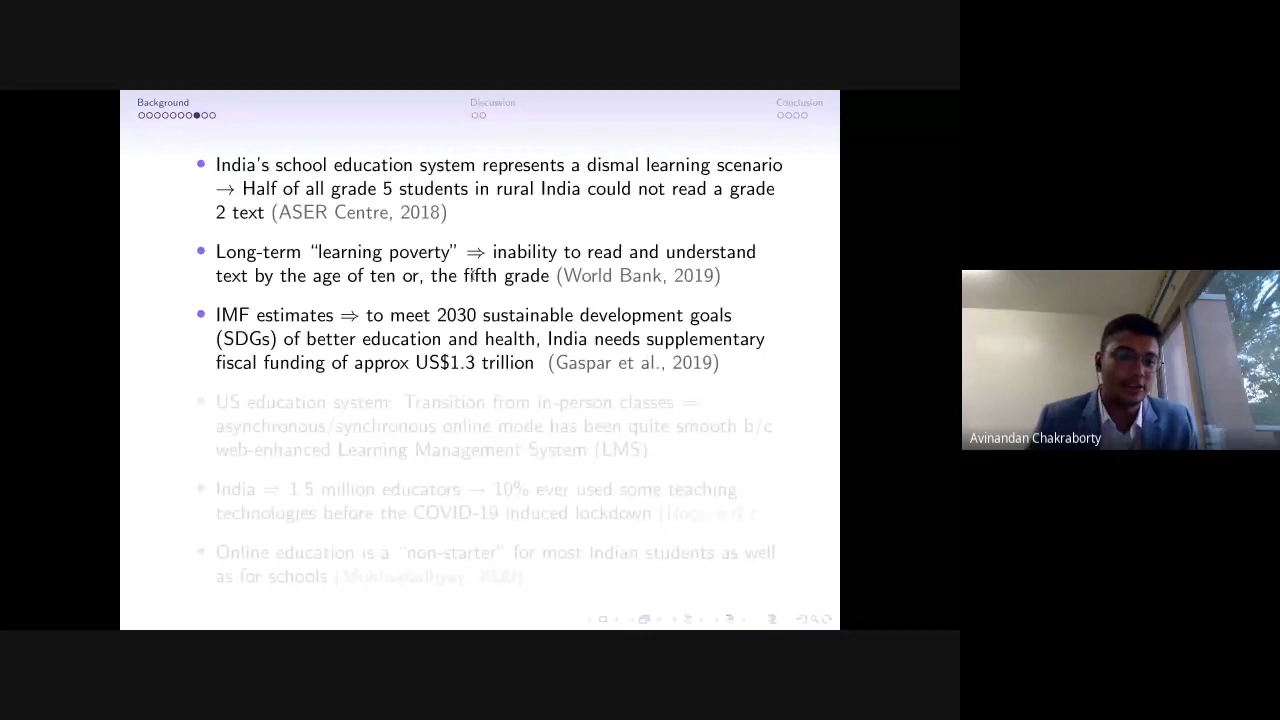 Background
Discussion
Conclusion
• India's school education system represents a dismal learning scenario
→ Half of all grade 5 students in rural India could not read a grade
2 text (ASER Centre, 2018)
• Long-term “learning poverty” ⇒ inability to read and understand
text by the age of ten or, the fifth grade (World Bank, 2019)
• IMF estimates ⇒ to meet 2030 sustainable development goals
(SDGs) of better education and health, India needs supplementary
fiscal funding of approx US$1.3 trillion (Gaspar et al., 2019)
• US education system: Transition from in-person classes ⇒
asynchronous/synchronous online mode has been quite smooth b/c
web-enhanced Learning Management System (LMS)
• India ⇒ 1.5 million educators → 10% ever used some teaching
technologies before the COVID-19 induced lockdown
• Online education is a “non-starter” for most Indian students as well
as for schools
Avinandan Chakraborty